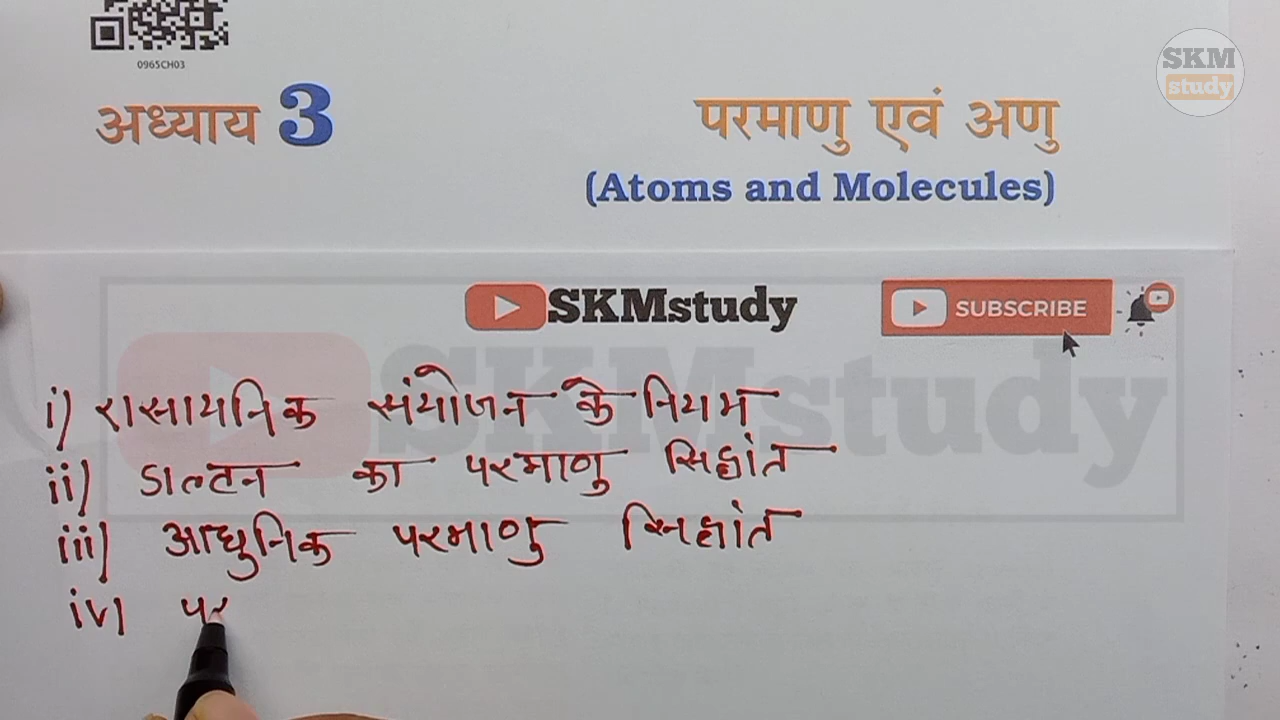 SKM
study
0965CH03
अध्याय 3
परमाणु एवं अणु
(Atoms and Molecules)
SKMstudy
SUBSCRIBE
SKMstudy
i) रासायनिक संयोजन के नियम
ii) डाल्टन का परमाणु सिद्धांत
iii) आधुनिक परमाणु सिद्धांत
iv) पर